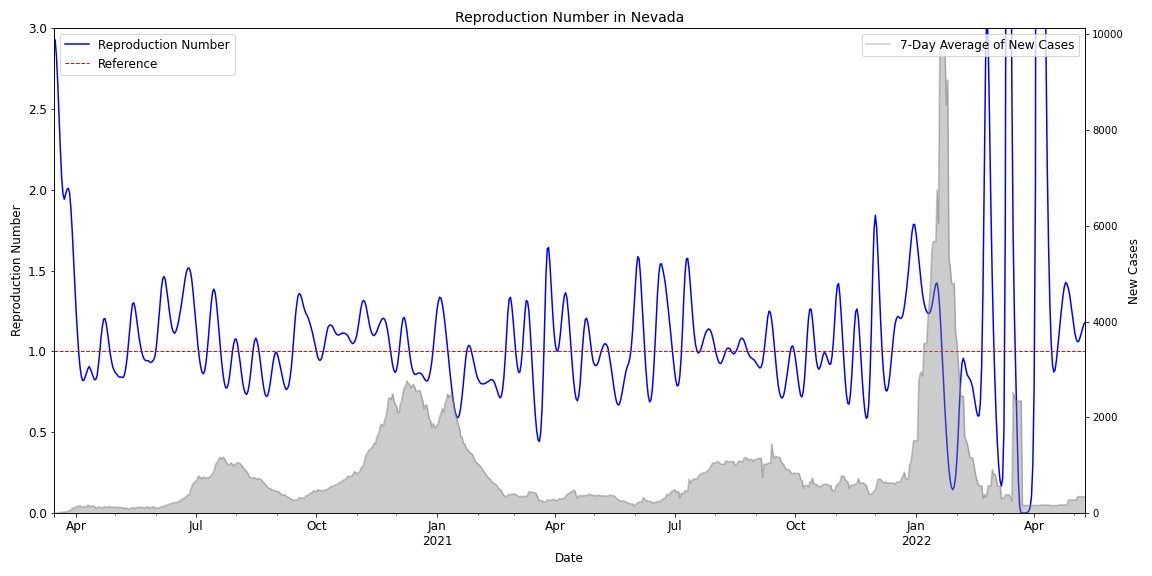 Reproduction Number in Nevada
Reproduction Number
Reference
7-Day Average of New Cases
3.0
2.5
2.0
1.5
1.0
0.5
0.0
Reproduction Number
10000
8000
6000
4000
2000
0
New Cases
Apr Jul Oct Jan Apr Jul Oct Jan Apr
2021 2022
Date